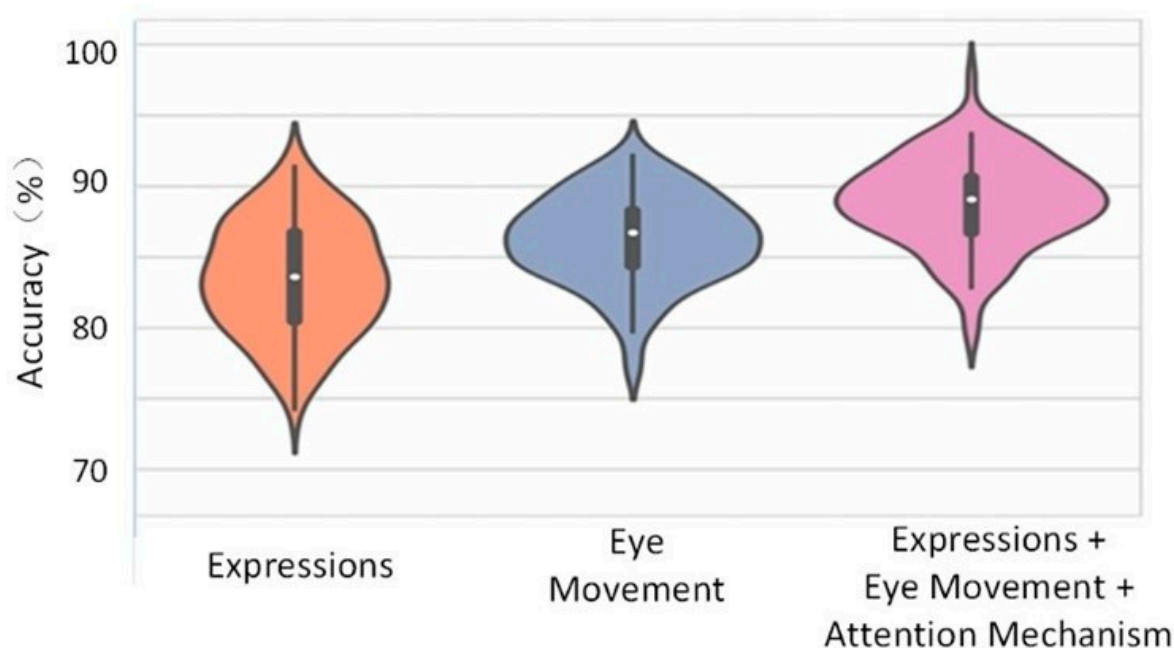 100
90
80
70
Accuracy（%）
Expressions
Eye
Movement
Expressions +
Eye Movement +
Attention Mechanism